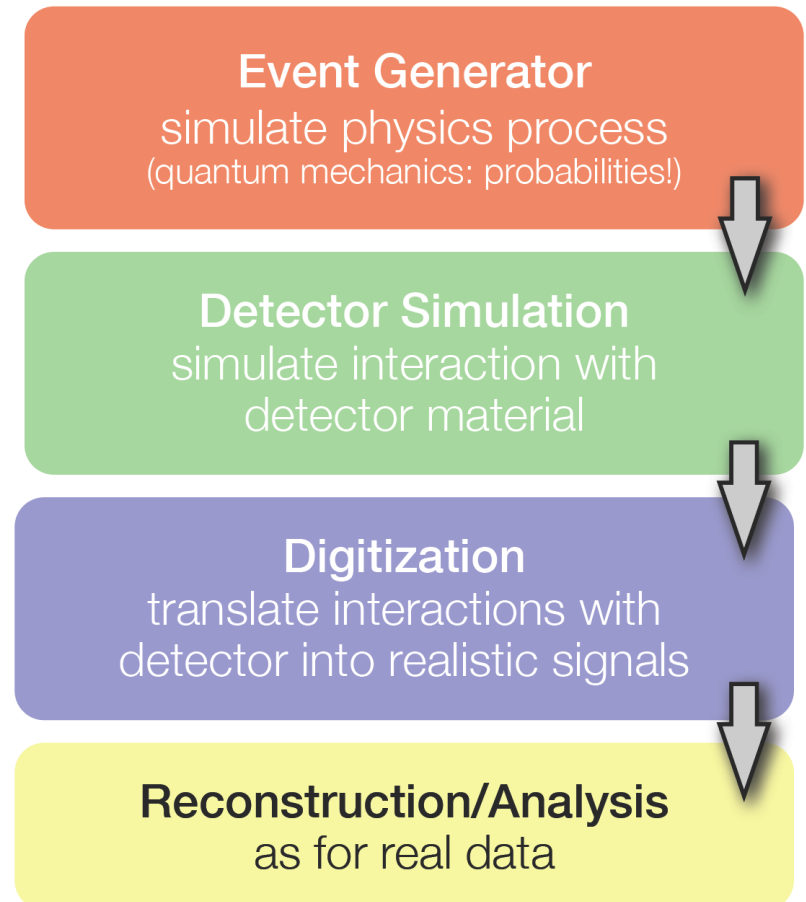 Event Generator
simulate physics process
(quantum mechanics: probabilities!)
Detector Simulation
simulate interaction with
detector material
Digitization
translate interactions with
detector into realistic signals
Reconstruction/Analysis
as for real data